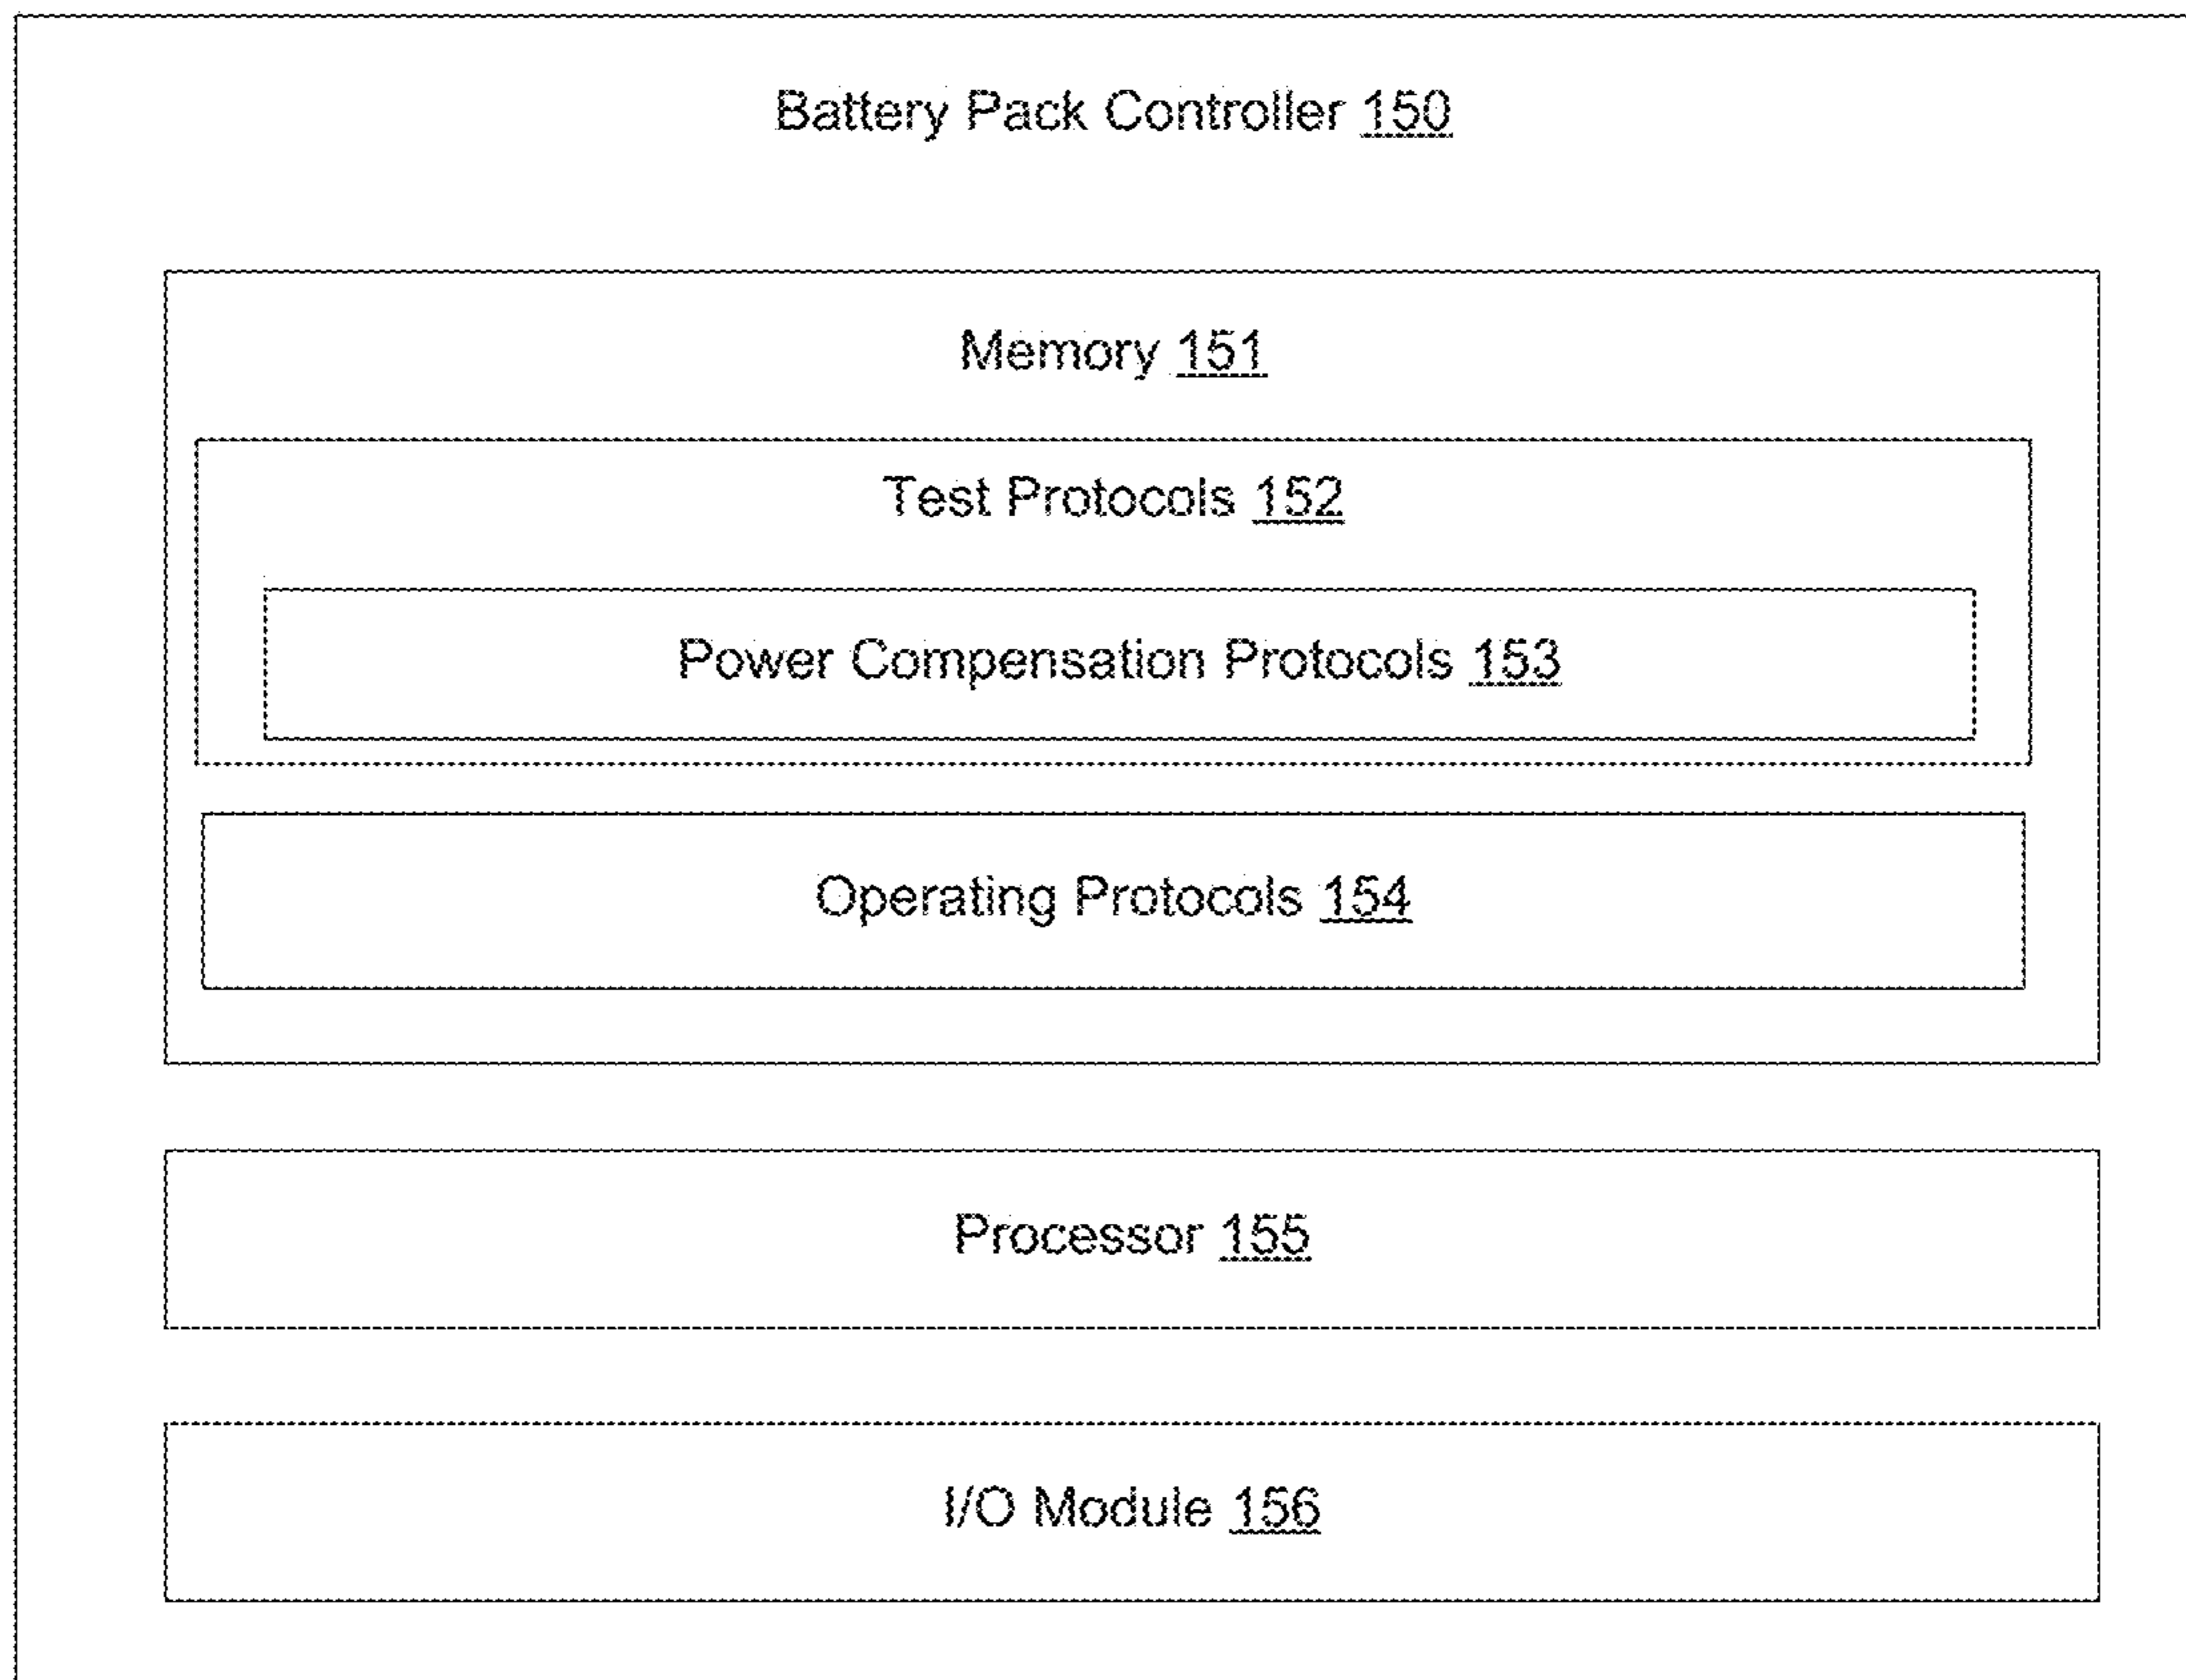 Battery Pack Controller 150
Memory 151
Test Protocols 152
Power Compensation Protocols 153
Operating Protocols 154
Processor 155
I/O Module 156